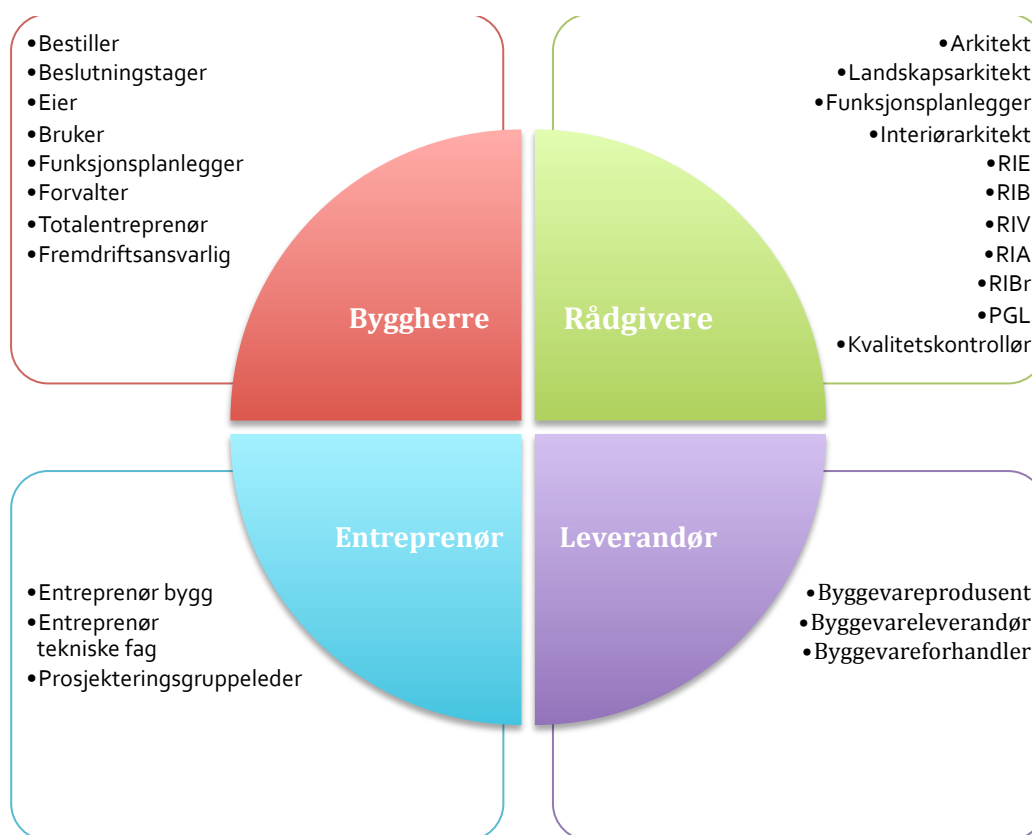 •Bestiller
•Beslutningstager
•Eier
•Bruker
•Funksjonsplanlegger
•Forvalter
•Totalentreprenør
•Fremdriftsansvarlig
Byggherre
•Arkitekt
•Landskapsarkitekt
•Funksjonsplanlegger
•Interiørarkitekt
•RIE
•RIB
•RIV
•RIA
•RIBr
•PGL
•Kvalitetskontrollør
Rådgivere
Entreprenør
•Entreprenør bygg
•Entreprenør
tekniske fag
•Prosjekteringsgruppeleder
Leverandør
•Byggevareprodusent
•Byggevareleverandør
•Byggevareforhandler